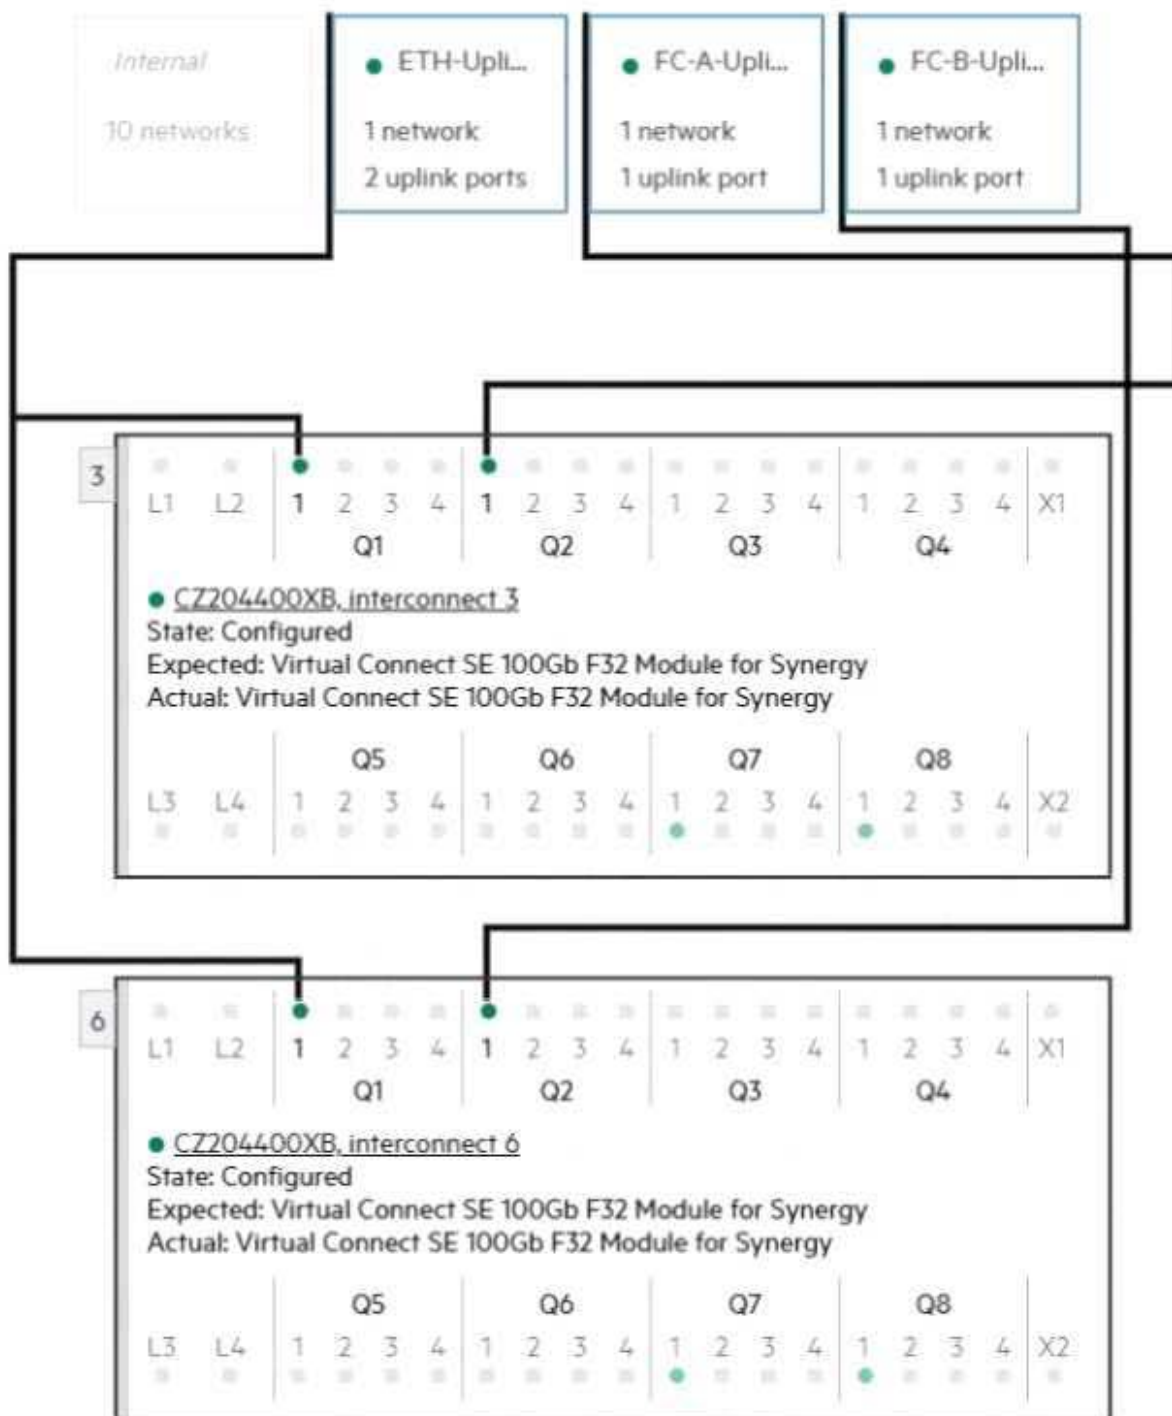 Internal ETH-Upli... FC-A-Upli... FC-B-Upli...
10 networks 1 network 1 network 1 network
2 uplink ports 1 uplink port 1 uplink port
3
L1 L2 1 2 3 4 1 2 3 4 1 2 3 4 1 2 3 4 X1
Q1 Q2 Q3 Q4
CZ204400XB, interconnect 3
State: Configured
Expected: Virtual Connect SE 100Gb F32 Module for Synergy
Actual: Virtual Connect SE 100Gb F32 Module for Synergy
Q5 Q6 Q7 Q8
L3 L4 1 2 3 4 1 2 3 4 1 2 3 4 1 2 3 4 X2
6
L1 L2 1 2 3 4 1 2 3 4 1 2 3 4 1 2 3 4 X1
Q1 Q2 Q3 Q4
CZ204400XB, interconnect 6
State: Configured
Expected: Virtual Connect SE 100Gb F32 Module for Synergy
Actual: Virtual Connect SE 100Gb F32 Module for Synergy
Q5 Q6 Q7 Q8
L3 L4 1 2 3 4 1 2 3 4 1 2 3 4 1 2 3 4 X2